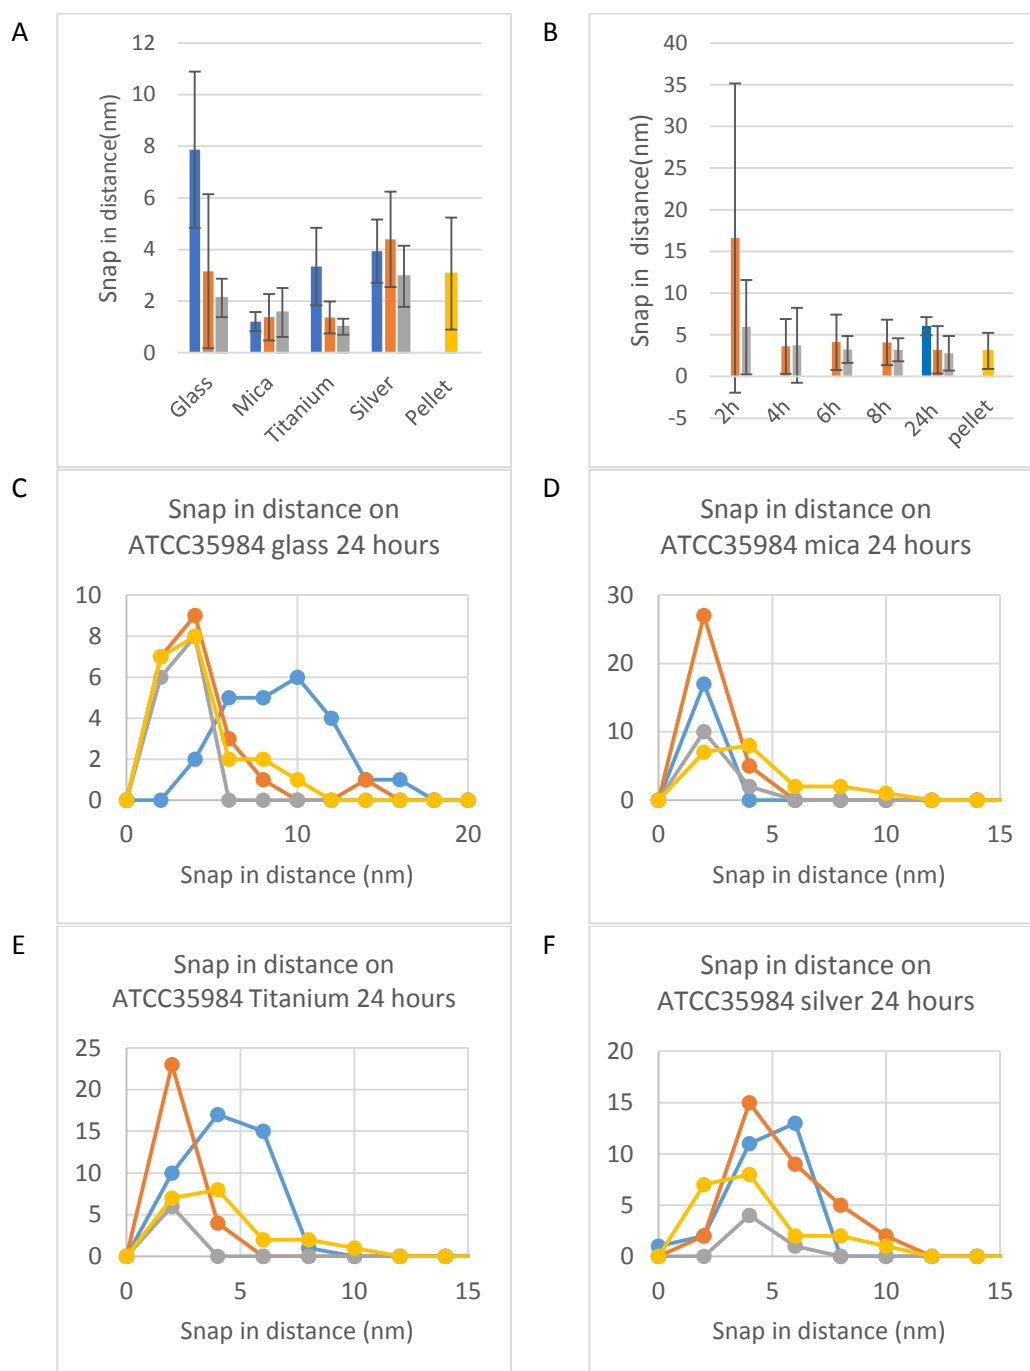 A
12
10
8
6
4
2
0
Snap in distance(nm)
Glass
Mica
Titanium
Silver
Pellet
B
40
35
30
25
20
15
10
5
0
-5
Snap in distance(nm)
2h
4h
6h
8h
24h
pellet
C
Snap in distance on
ATCC35984 glass 24 hours
10
8
6
4
2
0
0 10 20
Snap in distance (nm)
D
Snap in distance on
ATCC35984 mica 24 hours
30
20
10
0
0 5 10 15
Snap in distance (nm)
E
Snap in distance on
ATCC35984 Titanium 24 hours
25
20
15
10
5
0
0 5 10 15
Snap in distance (nm)
F
Snap in distance on
ATCC35984 silver 24 hours
20
15
10
5
0
0 5 10 15
Snap in distance (nm)